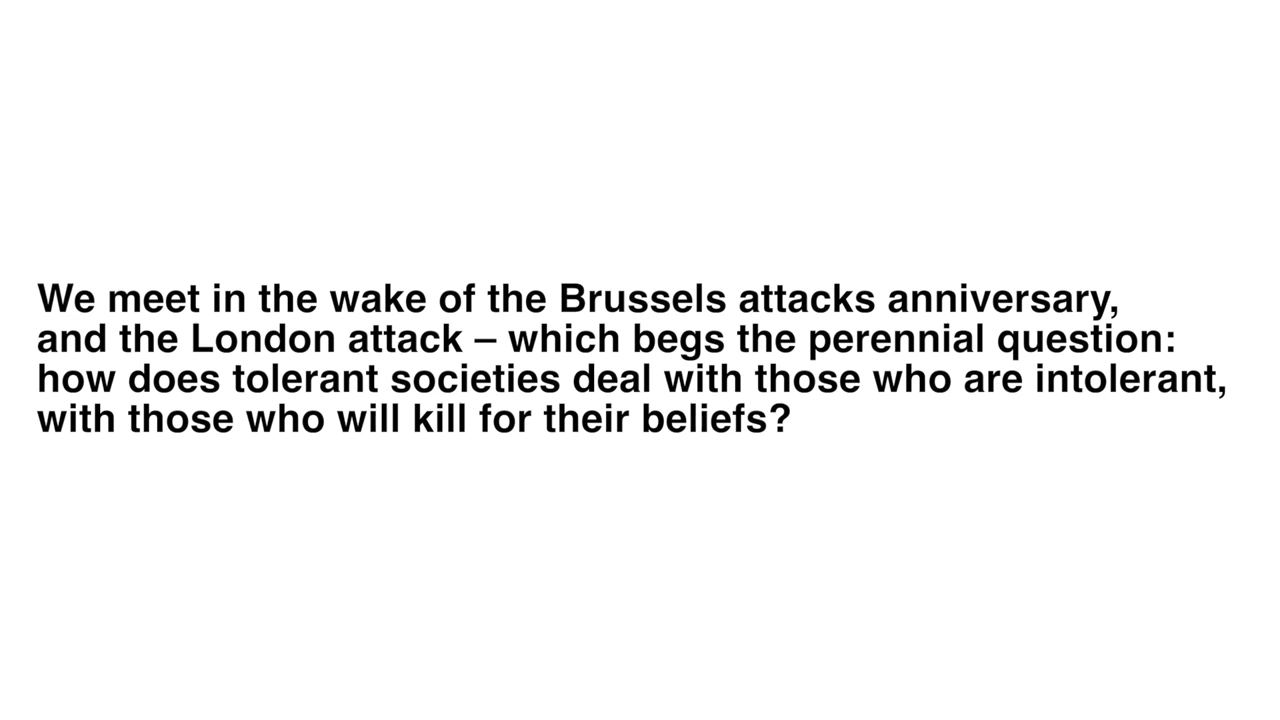 We meet in the wake of the Brussels attacks anniversary,
and the London attack – which begs the perennial question:
how does tolerant societies deal with those who are intolerant,
with those who will kill for their beliefs?